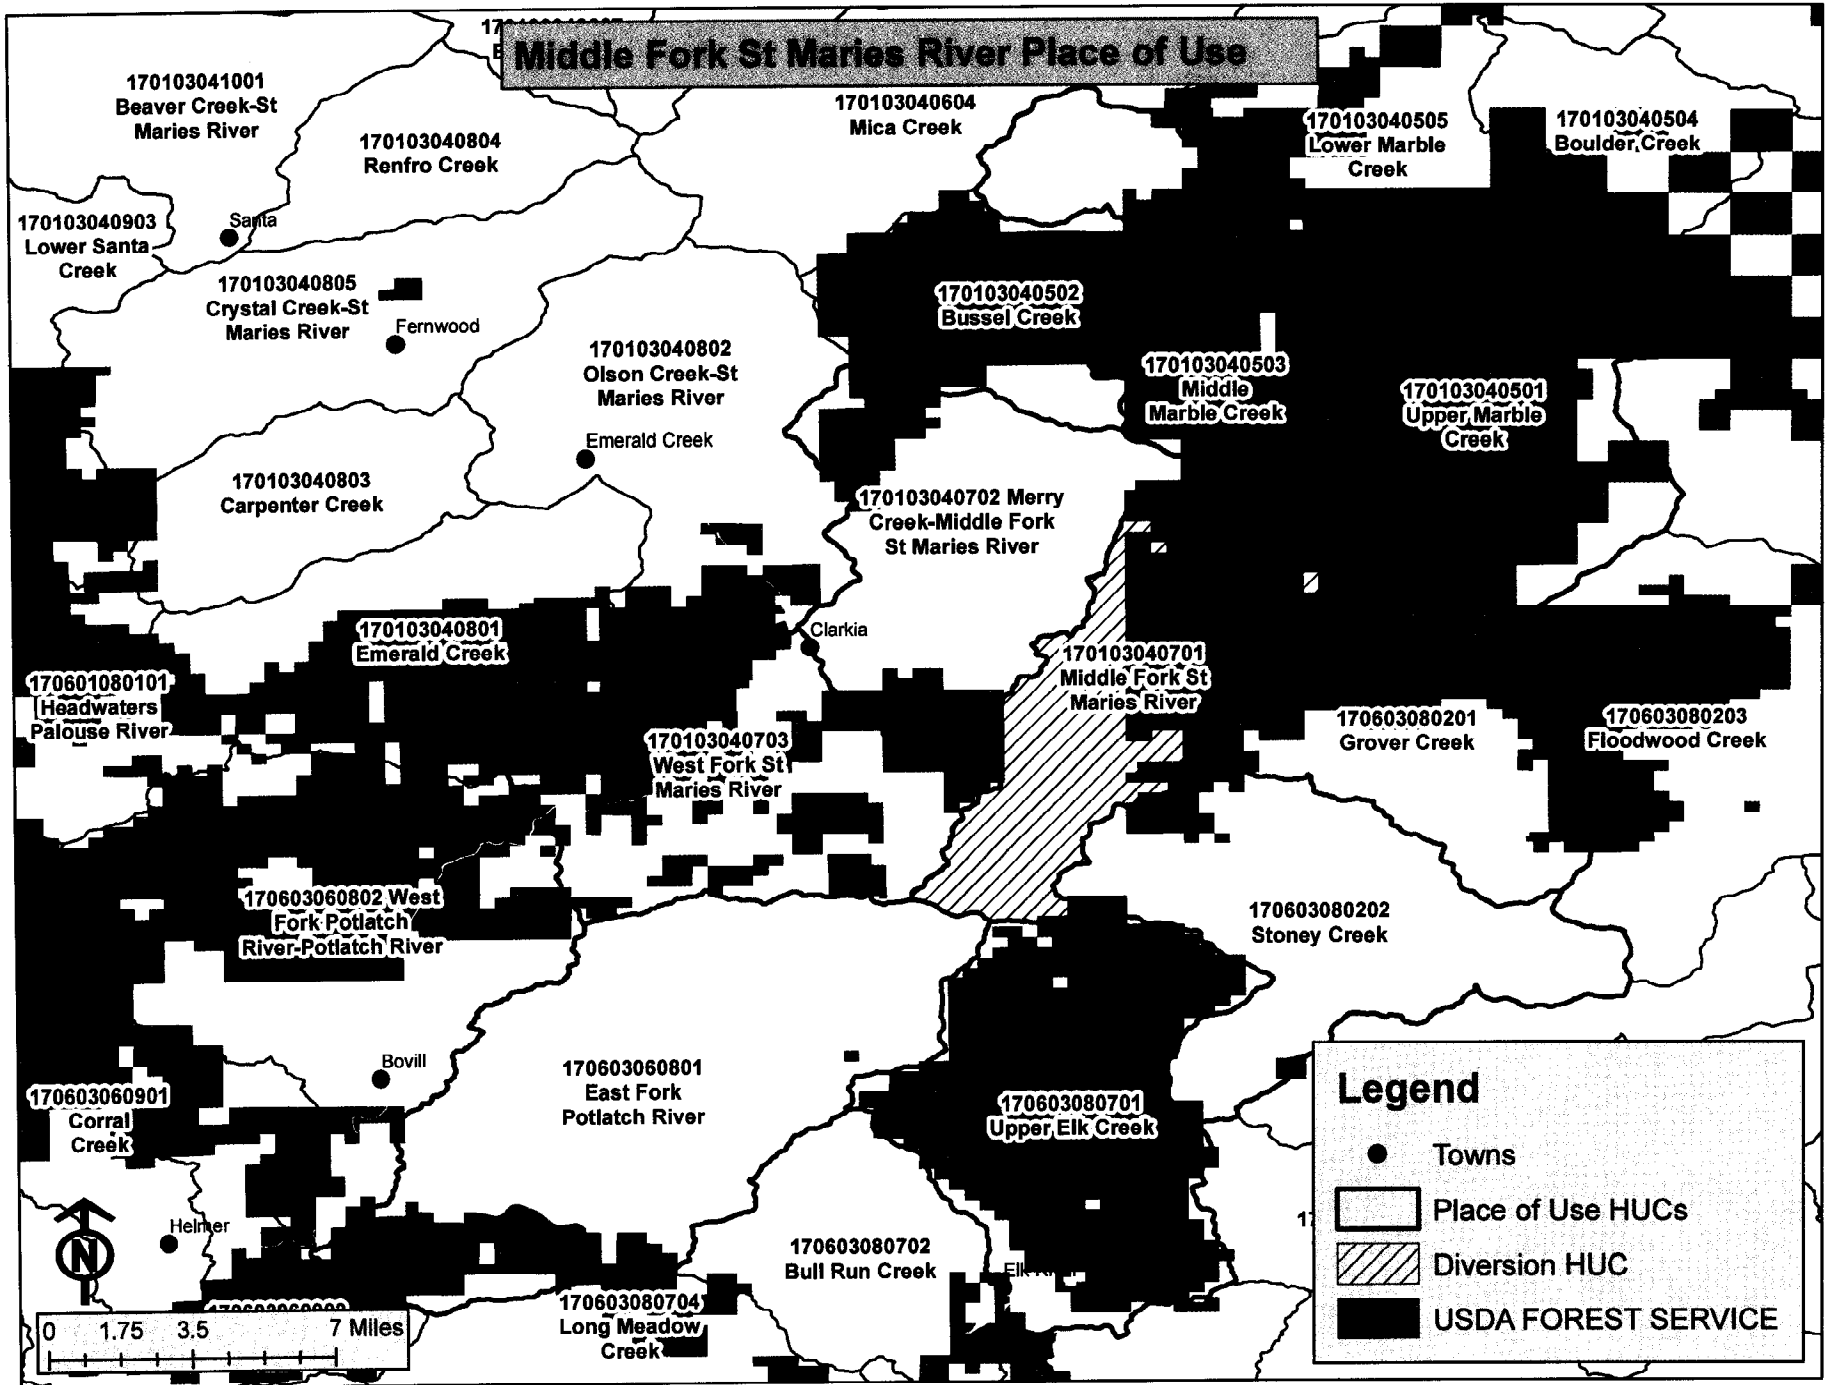 Middle Fork St Maries River Place of Use
170103041001
Beaver Creek-St
Maries River
170103040804
Renfro Creek
170103040604
Mica Creek
170103040505
Lower Marble
Creek
170103040504
Boulder Creek
170103040903
Lower Santa
Creek
Santa
170103040805
Crystal Creek-St
Maries River
Fernwood
170103040802
Olson Creek-St
Maries River
Emerald Creek
170103040502
Bussel Creek
170103040503
Middle
Marble Creek
170103040501
Upper Marble
Creek
170103040803
Carpenter Creek
170103040702 Merry
Creek-Middle Fork
St Maries River
170103040801
Emerald Creek
Clarkia
170103040701
Middle Fork St
Maries River
170601080101
Headwaters
Palouse River
170103040703
West Fork St
Maries River
170603080201
Grover Creek
170603080203
Floodwood Creek
170603060802 West
Fork Potlatch
River-Potlatch River
170603080202
Stoney Creek
Bovill
170603060801
East Fork
Potlatch River
170603060901
Corral
Creek
170603080701
Upper Elk Creek
Helmer
170603080702
Bull Run Creek
170603080704
Long Meadow
Creek
N
0 1.75 3.5 7 Miles
Legend
Towns
Place of Use HUCs
Diversion HUC
USDA FOREST SERVICE